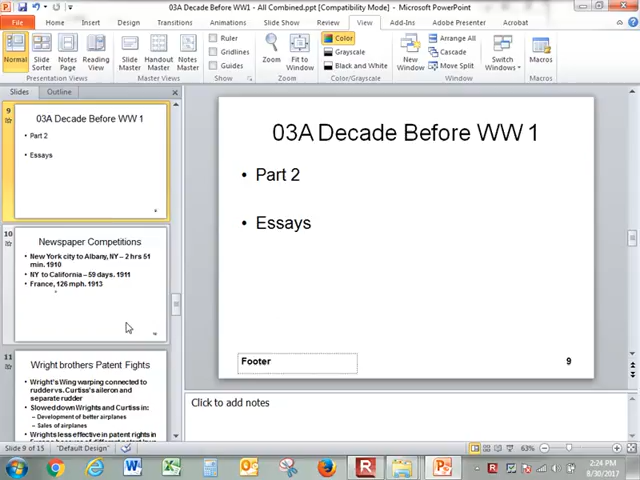 03A Decade Before WW1 - All Combined.ppt [Compatibility Mode] - Microsoft PowerPoint
File Home Insert Design Transitions Animations Slide Show Review View Add-Ins Adobe Presenter Acrobat
Normal Slide Sorter Notes Page Reading View
Presentation Views
Slide Master Handout Master Notes Master
Master Views
Ruler
Gridlines
Guides
Show
Zoom Fit to Window
Zoom
Color
Grayscale
Black and White
Color/Grayscale
New Window
Arrange All
Cascade
Move Split
Switch Windows
Window
Macros
Macros
Slides Outline
9
03A Decade Before WW 1
• Part 2
• Essays
10
Newspaper Competitions
• New York city to Albany, NY – 2 hrs 51 min. 1910
• NY to California – 59 days. 1911
• France, 126 mph. 1913
11
Wright brothers Patent Fights
• Wright's Wing warping connected to rudder vs. Curtiss's aileron and separate rudder
• Slowed down Wrights and Curtiss in:
– Development of better airplanes
– Sales of airplanes
• Wrights less effective in patent rights in
03A Decade Before WW 1
• Part 2
• Essays
Footer
9
Click to add notes
Slide 9 of 15 "Default Design" 63%
2:24 PM
8/30/2017